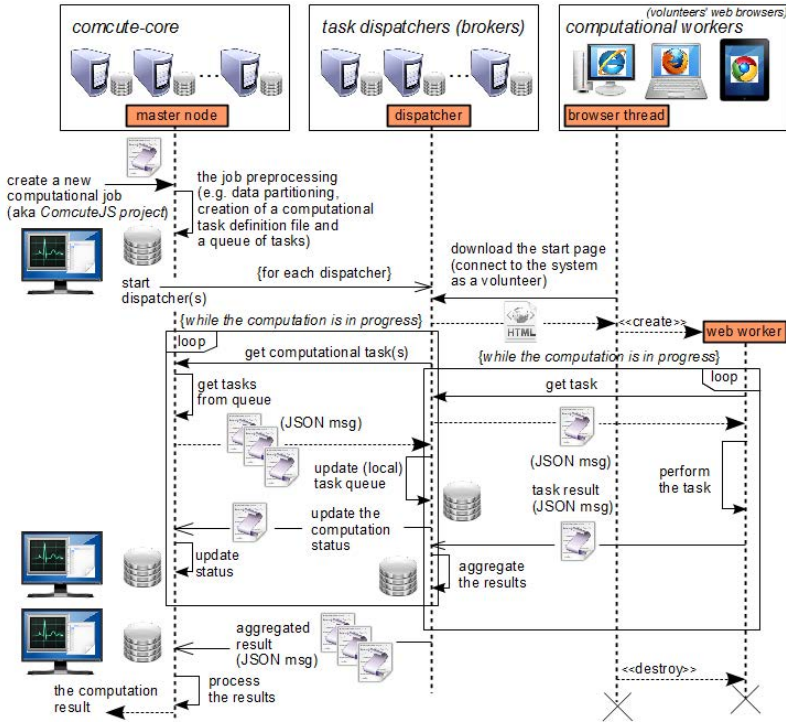 comcute-core
task dispatchers (brokers)
(volunteers' web browsers)
computational workers
master node
dispatcher
browser thread
create a new
computational job
(aka ComcuteJS project)
the job preprocessing
(e.g. data partitioning,
creation of a computational
task definition file and
a queue of tasks)
download the start page
(connect to the system
as a volunteer)
start
dispatcher(s)
{for each dispatcher}
{while the computation is in progress}
HTML
<<create>>
web worker
loop
get computational task(s)
{while the computation is in progress}
loop
get tasks
from queue
get task
(JSON msg)
(JSON msg)
update (local)
task queue
perform
the task
task result
(JSON msg)
update the
computation
status
update
status
aggregate
the results
aggregated
result
(JSON msg)
<<destroy>>
process
the results
the computation
result